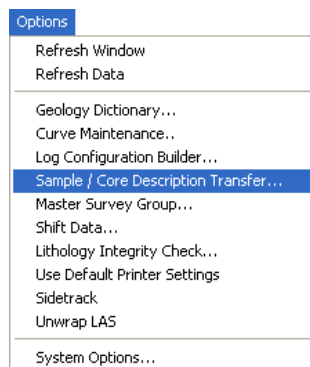 Options
Refresh Window
Refresh Data
Geology Dictionary...
Curve Maintenance..
Log Configuration Builder...
Sample / Core Description Transfer...
Master Survey Group...
Shift Data...
Lithology Integrity Check...
Use Default Printer Settings
Sidetrack
Unwrap LAS
System Options...